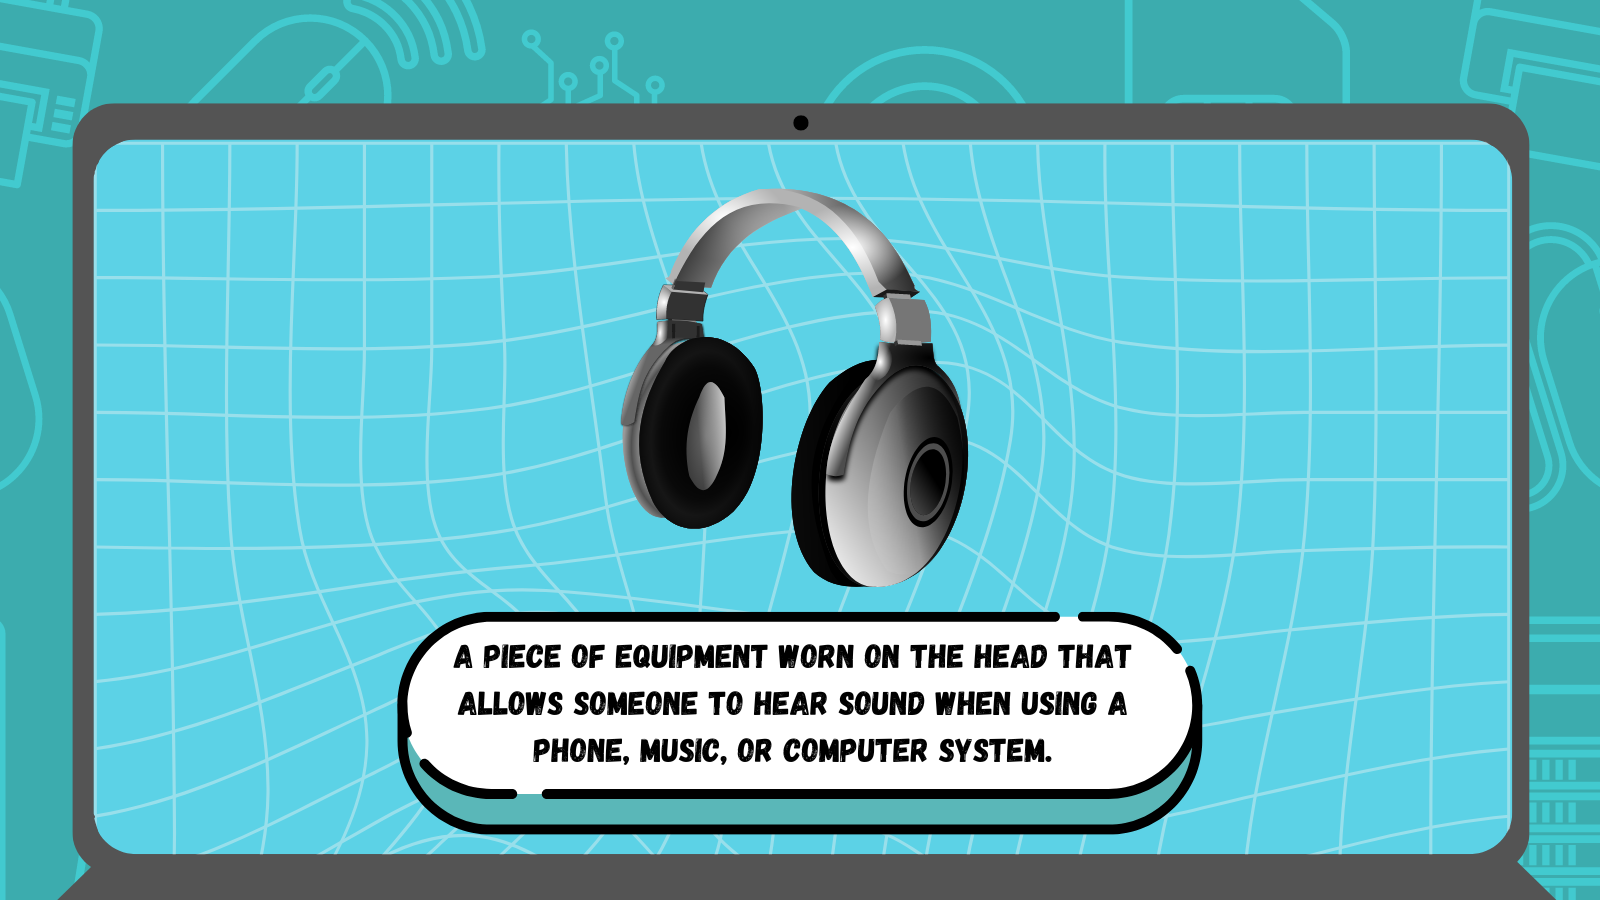 A PIECE OF EQUIPMENT WORN ON THE HEAD THAT
ALLOWS SOMEONE TO HEAR SOUND WHEN USING A
PHONE, MUSIC, OR COMPUTER SYSTEM.